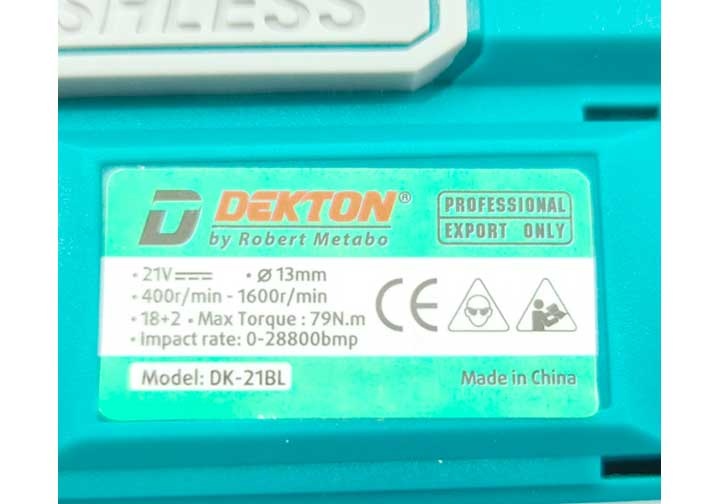 SHLESS
DEKTON®
by Robert Metabo
PROFESSIONAL
EXPORT ONLY
• 21V⎓ • ø 13mm
• 400r/min - 1600r/min
• 18+2 • Max Torque : 79N.m
• Impact rate: 0-28800bmp
CE
Model: DK-21BL
Made in China